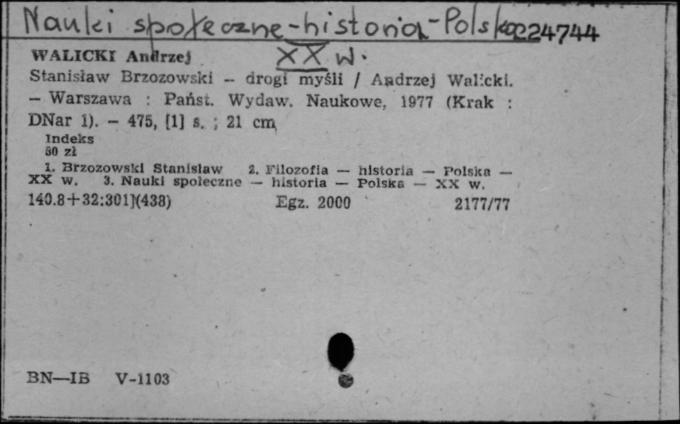 Nauki społeczne - historia - Polska 224744
XX w.
WALICKI Andrzej
Stanisław Brzozowski — drogi myśli / Andrzej Walicki.
— Warszawa : Państ. Wydaw. Naukowe, 1977 (Krak :
DNar 1). — 475, [1] s. ; 21 cm
Indeks
80 zł
1. Brzozowski Stanisław 2. Filozofia — historia — Polska —
XX w. 3. Nauki społeczne — historia — Polska — XX w.
140.8+32:301](438) Egz. 2000 2177/77
BN—IB V-1103